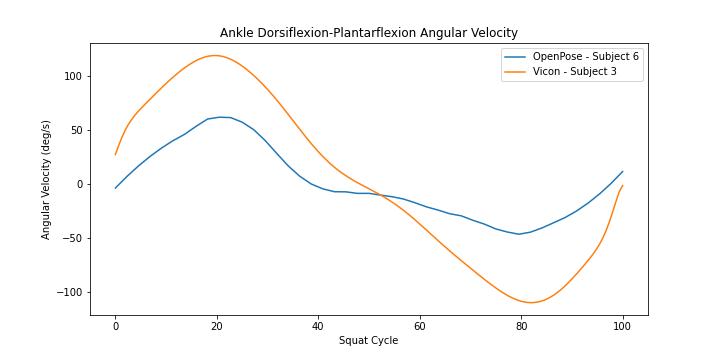 Ankle Dorsiflexion-Plantarflexion Angular Velocity
OpenPose - Subject 6
Vicon - Subject 3
Angular Velocity (deg/s)
100
50
0
−50
−100
0 20 40 60 80 100
Squat Cycle